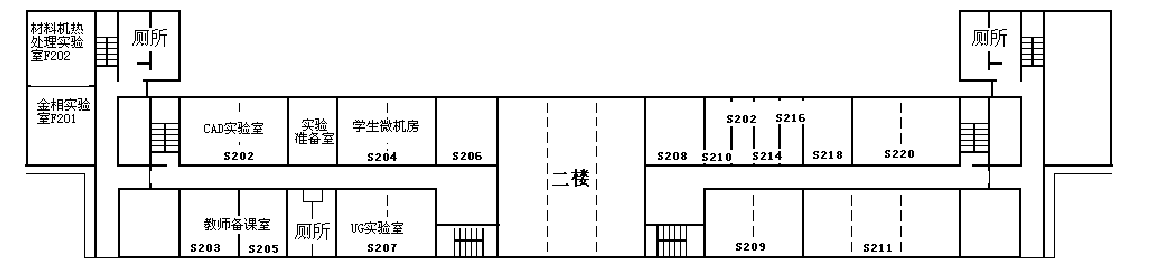 材料机热
处理实验
室F202
厕所
厕所
金相实验
室F201
CAD实验室
S202
实验
准备室
学生微机房
S204
S206
S208
S210
S202
S214
S216
S218
S220
二楼
教师备课室
S203
S205
厕所
UG实验室
S207
S209
S211